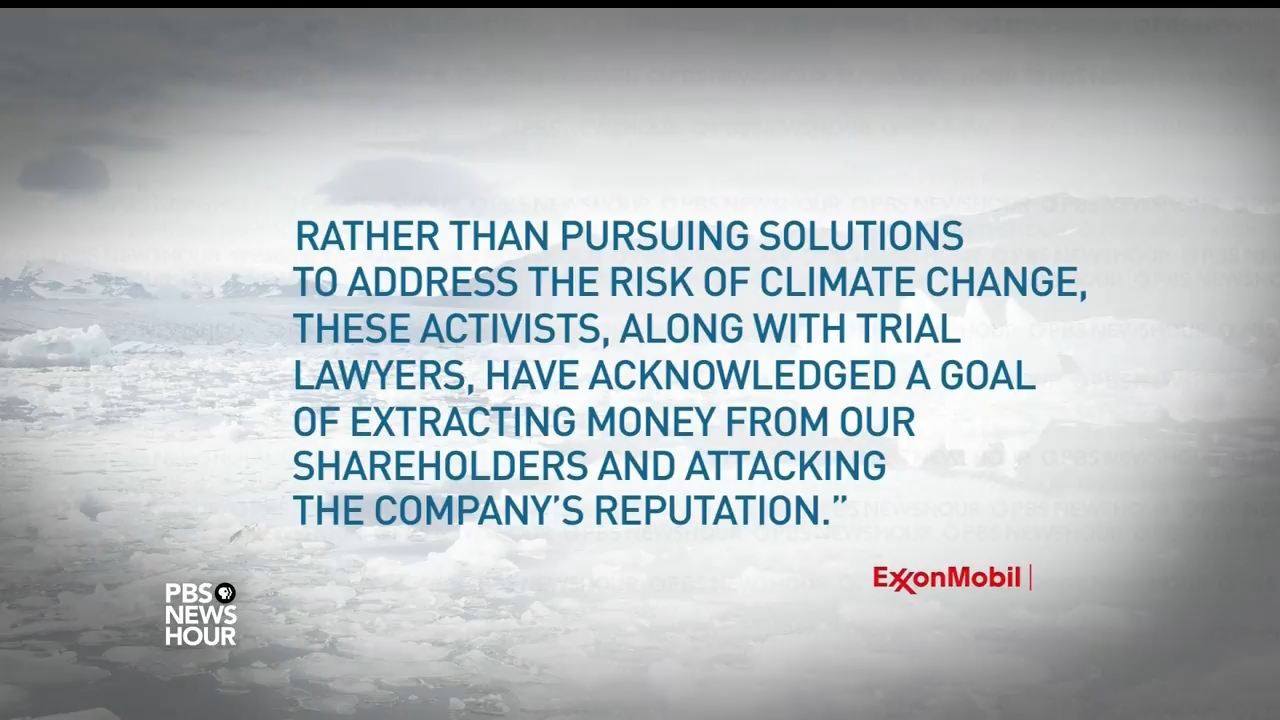 RATHER THAN PURSUING SOLUTIONS
TO ADDRESS THE RISK OF CLIMATE CHANGE,
THESE ACTIVISTS, ALONG WITH TRIAL
LAWYERS, HAVE ACKNOWLEDGED A GOAL
OF EXTRACTING MONEY FROM OUR
SHAREHOLDERS AND ATTACKING
THE COMPANY’S REPUTATION.”
ExxonMobil
PBS
NEWS
HOUR